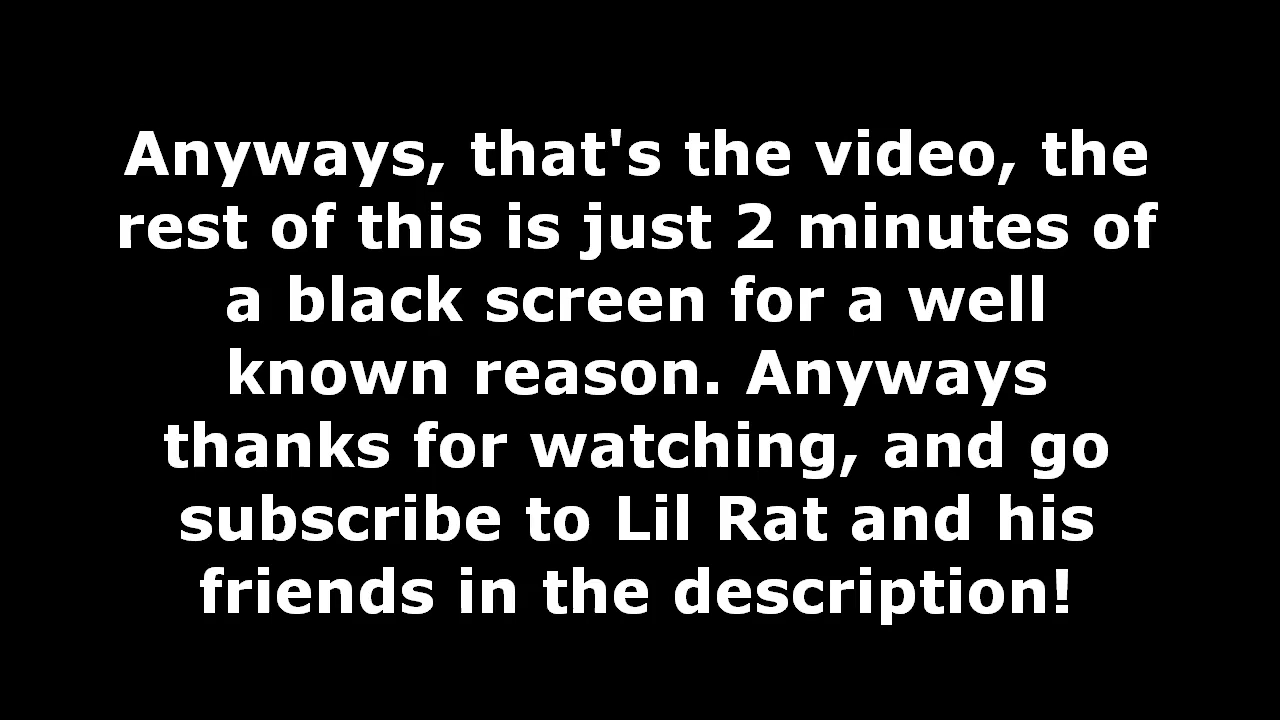 Anyways, that's the video, the
rest of this is just 2 minutes of
a black screen for a well
known reason. Anyways
thanks for watching, and go
subscribe to Lil Rat and his
friends in the description!